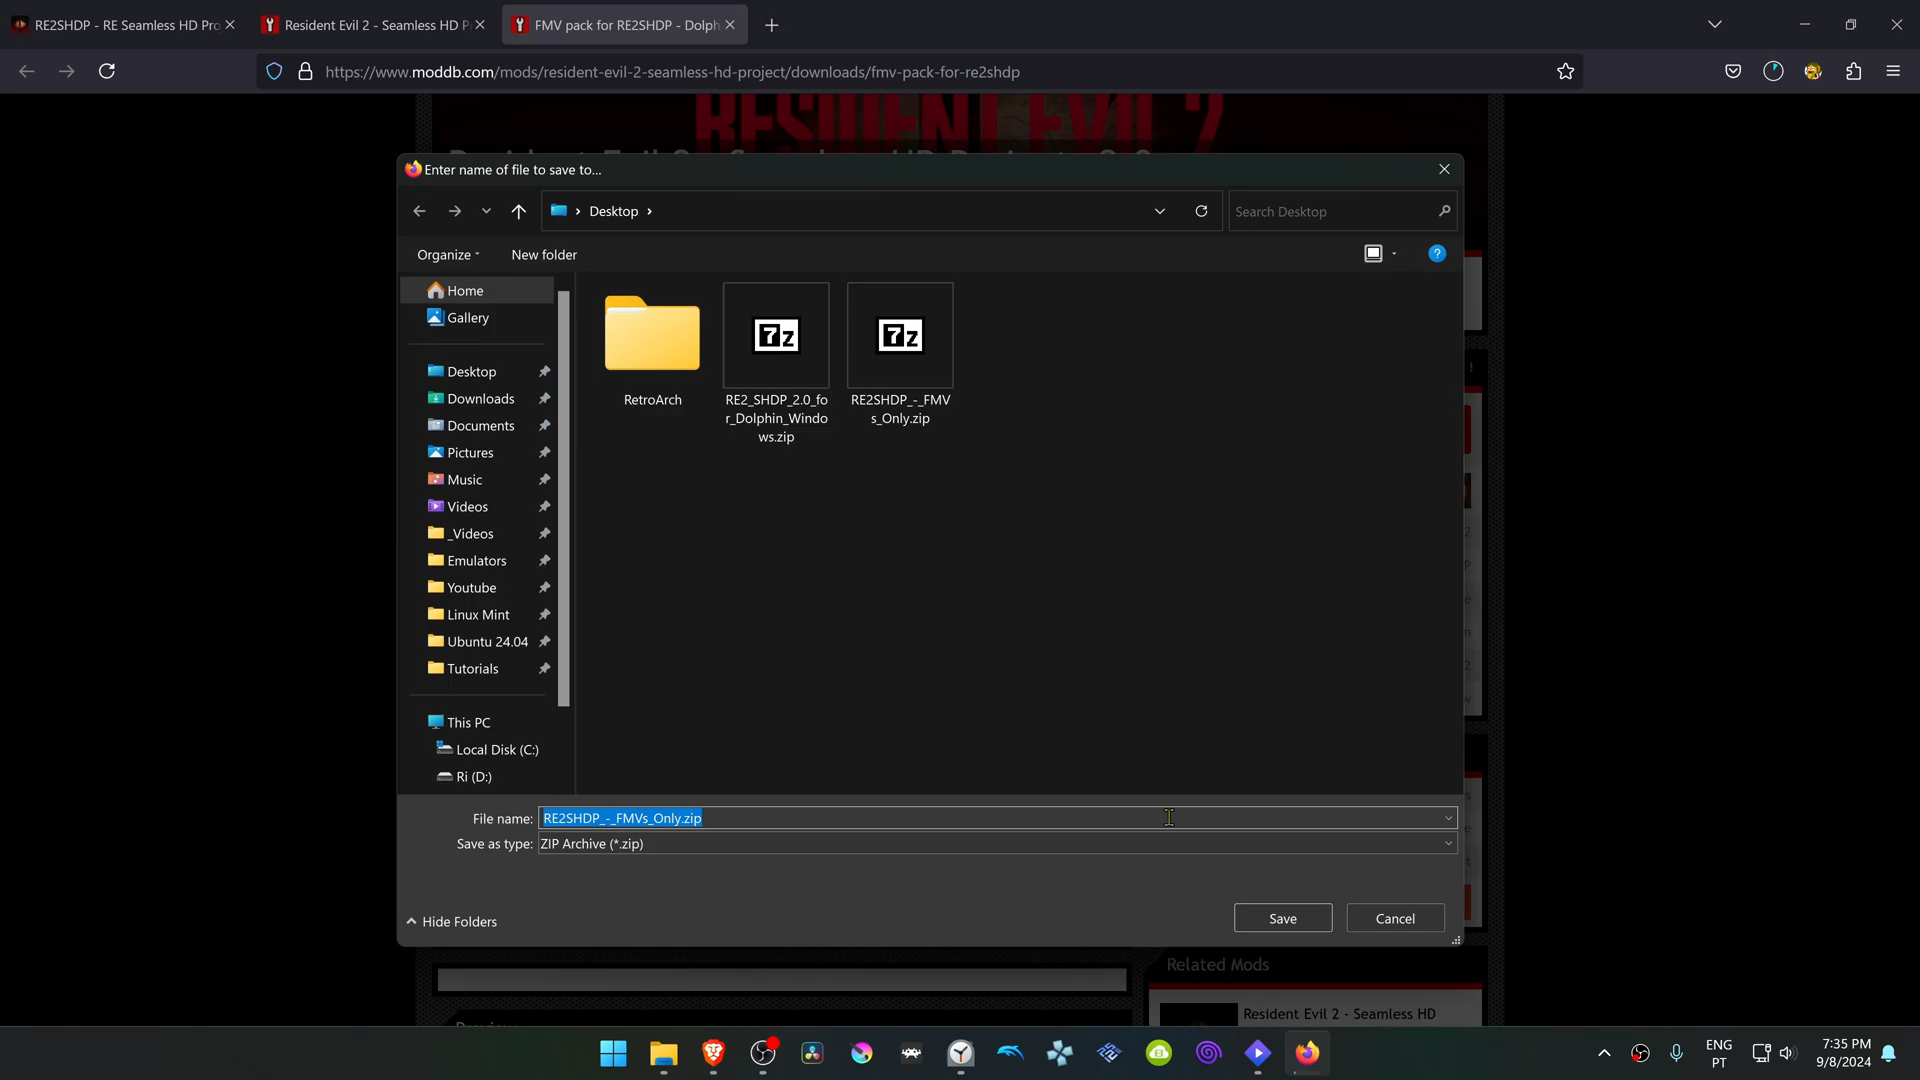 RE2SHDP - RE Seamless HD Pro
Resident Evil 2 - Seamless HD P
FMV pack for RE2SHDP - Dolph
https://www.moddb.com/mods/resident-evil-2-seamless-hd-project/downloads/fmv-pack-for-re2shdp
RESIDENT EVIL 2
Enter name of file to save to...
Desktop
Search Desktop
Organize
New folder
Home
Gallery
Desktop
Downloads
Documents
Pictures
Music
Videos
_Videos
Emulators
Youtube
Linux Mint
Ubuntu 24.04
Tutorials
This PC
Local Disk (C:)
Ri (D:)
7z
7z
RetroArch
RE2_SHDP_2.0_fo
r_Dolphin_Windo
ws.zip
RE2SHDP_-_FMV
s_Only.zip
File name:
RE2SHDP_-_FMVs_Only.zip
Save as type:
ZIP Archive (*.zip)
Hide Folders
Save
Cancel
Related Mods
Resident Evil 2 - Seamless HD
ENG
PT
7:35 PM
9/8/2024